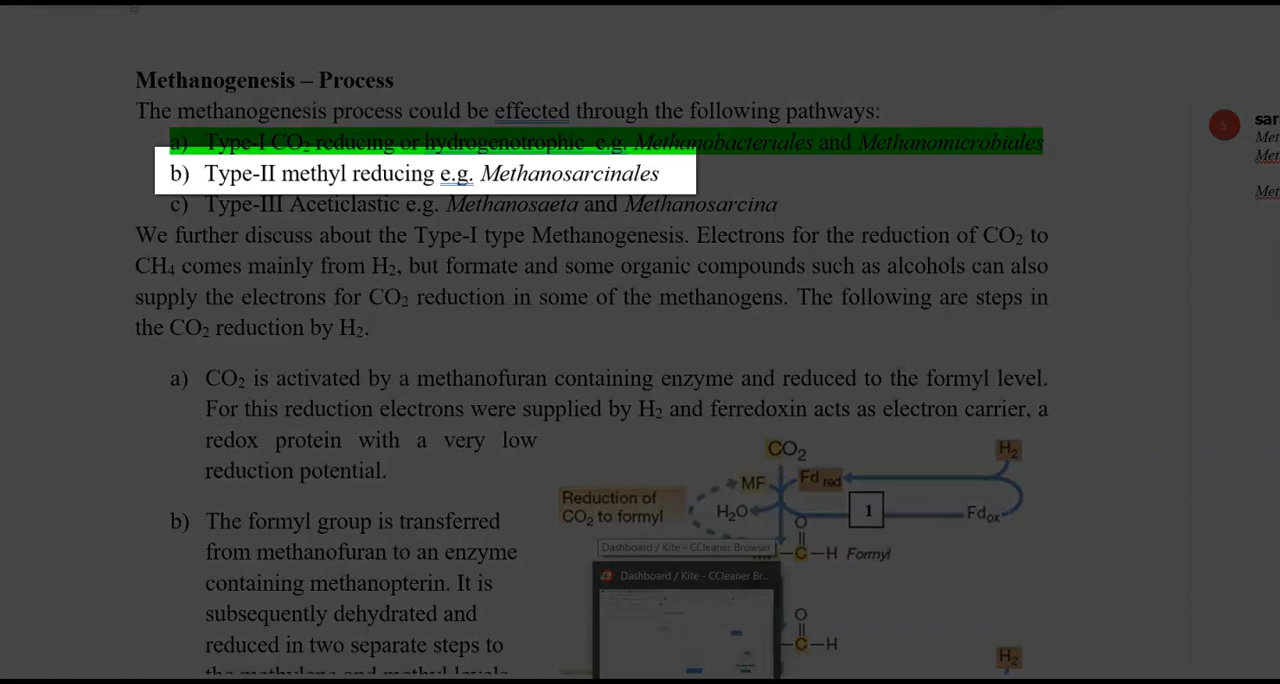 Methanogenesis – Process
The methanogenesis process could be effected through the following pathways:
a) Type-I CO₂ reducing or hydrogenotrophic e.g. Methanobacteriales and Methanomicrobiales
b) Type-II methyl reducing e.g. Methanosarcinales
c) Type-III Aceticlastic e.g. Methanosaeta and Methanosarcina
We further discuss about the Type-I type Methanogenesis. Electrons for the reduction of CO₂ to
CH₄ comes mainly from H₂, but formate and some organic compounds such as alcohols can also
supply the electrons for CO₂ reduction in some of the methanogens. The following are steps in
the CO₂ reduction by H₂.
a) CO₂ is activated by a methanofuran containing enzyme and reduced to the formyl level.
For this reduction electrons were supplied by H₂ and ferredoxin acts as electron carrier, a
redox protein with a very low
reduction potential.
b) The formyl group is transferred
from methanofuran to an enzyme
containing methanopterin. It is
subsequently dehydrated and
reduced in two separate steps to
CO₂
H₂
MF
Fd red
Reduction of
CO₂ to formyl
H₂O
1
Fdox
O
C–H Formyl
Dashboard / Kite - CCleaner Browser
Dashboard / Kite - CCleaner Br...
O
C–H
H₂
S
sar
Met
Met
Met